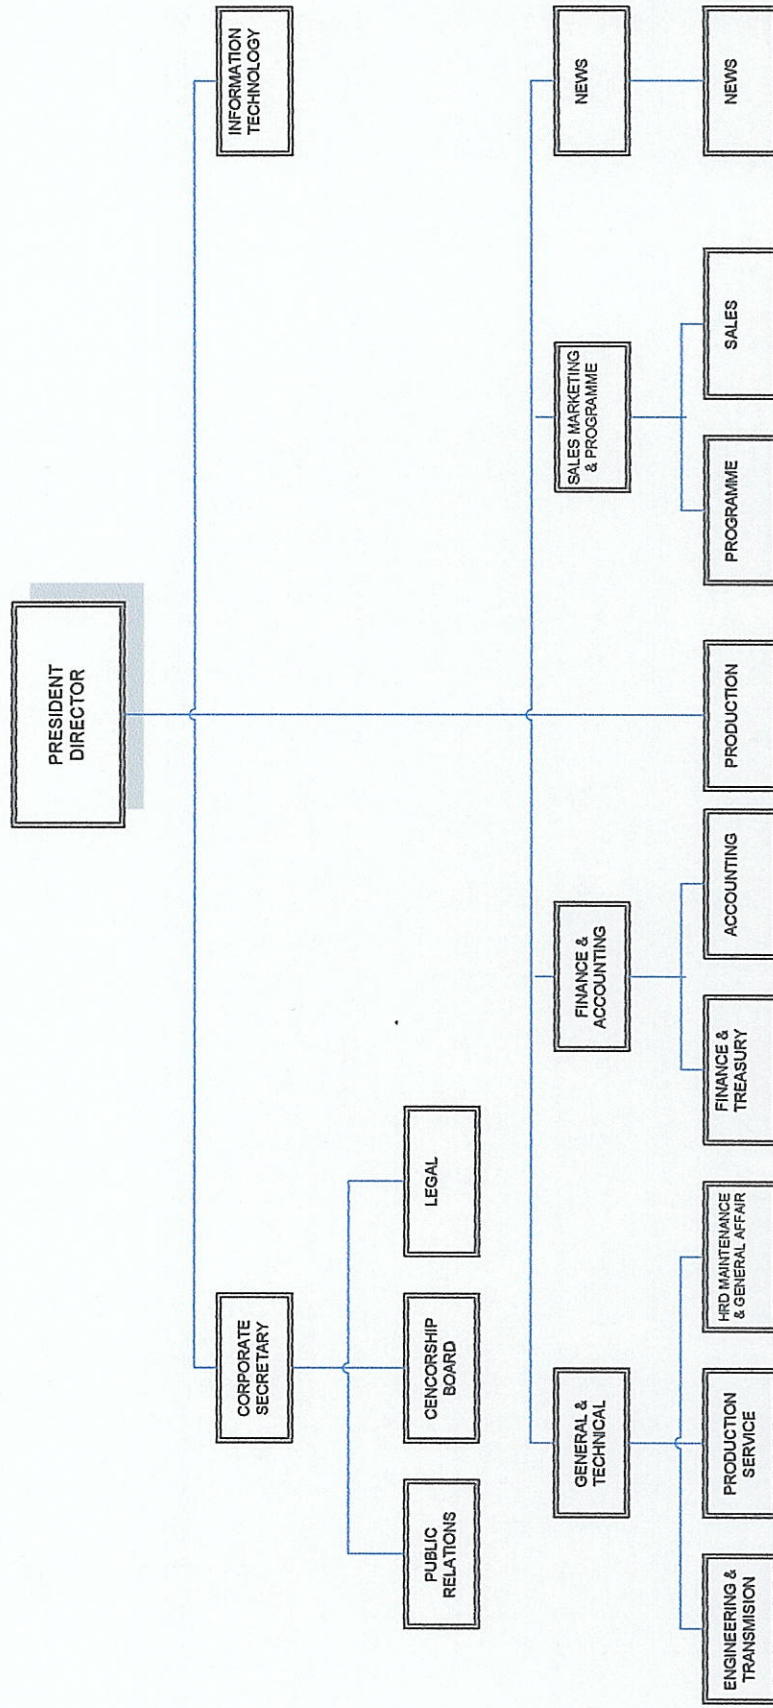 PRESIDENT
DIRECTOR
CORPORATE
SECRETARY
INFORMATION
TECHNOLOGY
PUBLIC
RELATIONS
CENCORSHIP
BOARD
LEGAL
GENERAL &
TECHNICAL
FINANCE &
ACCOUNTING
SALES MARKETING
& PROGRAMME
NEWS
ENGINEERING &
TRANSMISION
PRODUCTION
SERVICE
HRD MAINTENANCE
& GENERAL AFFAIR
FINANCE &
TREASURY
ACCOUNTING
PRODUCTION
PROGRAMME
SALES
NEWS